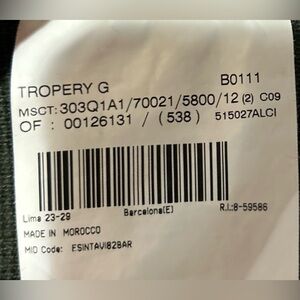 TROPERY G B0111
MSCT: 303Q1A1/70021/5800/12 (2) C09
OF : 00126131 / (538) 515027ALCI
Lima 23-29 Barcelona(E) R.I.:8-59586
MADE IN MOROCCO
MID Code: ESINTAVI82BAR